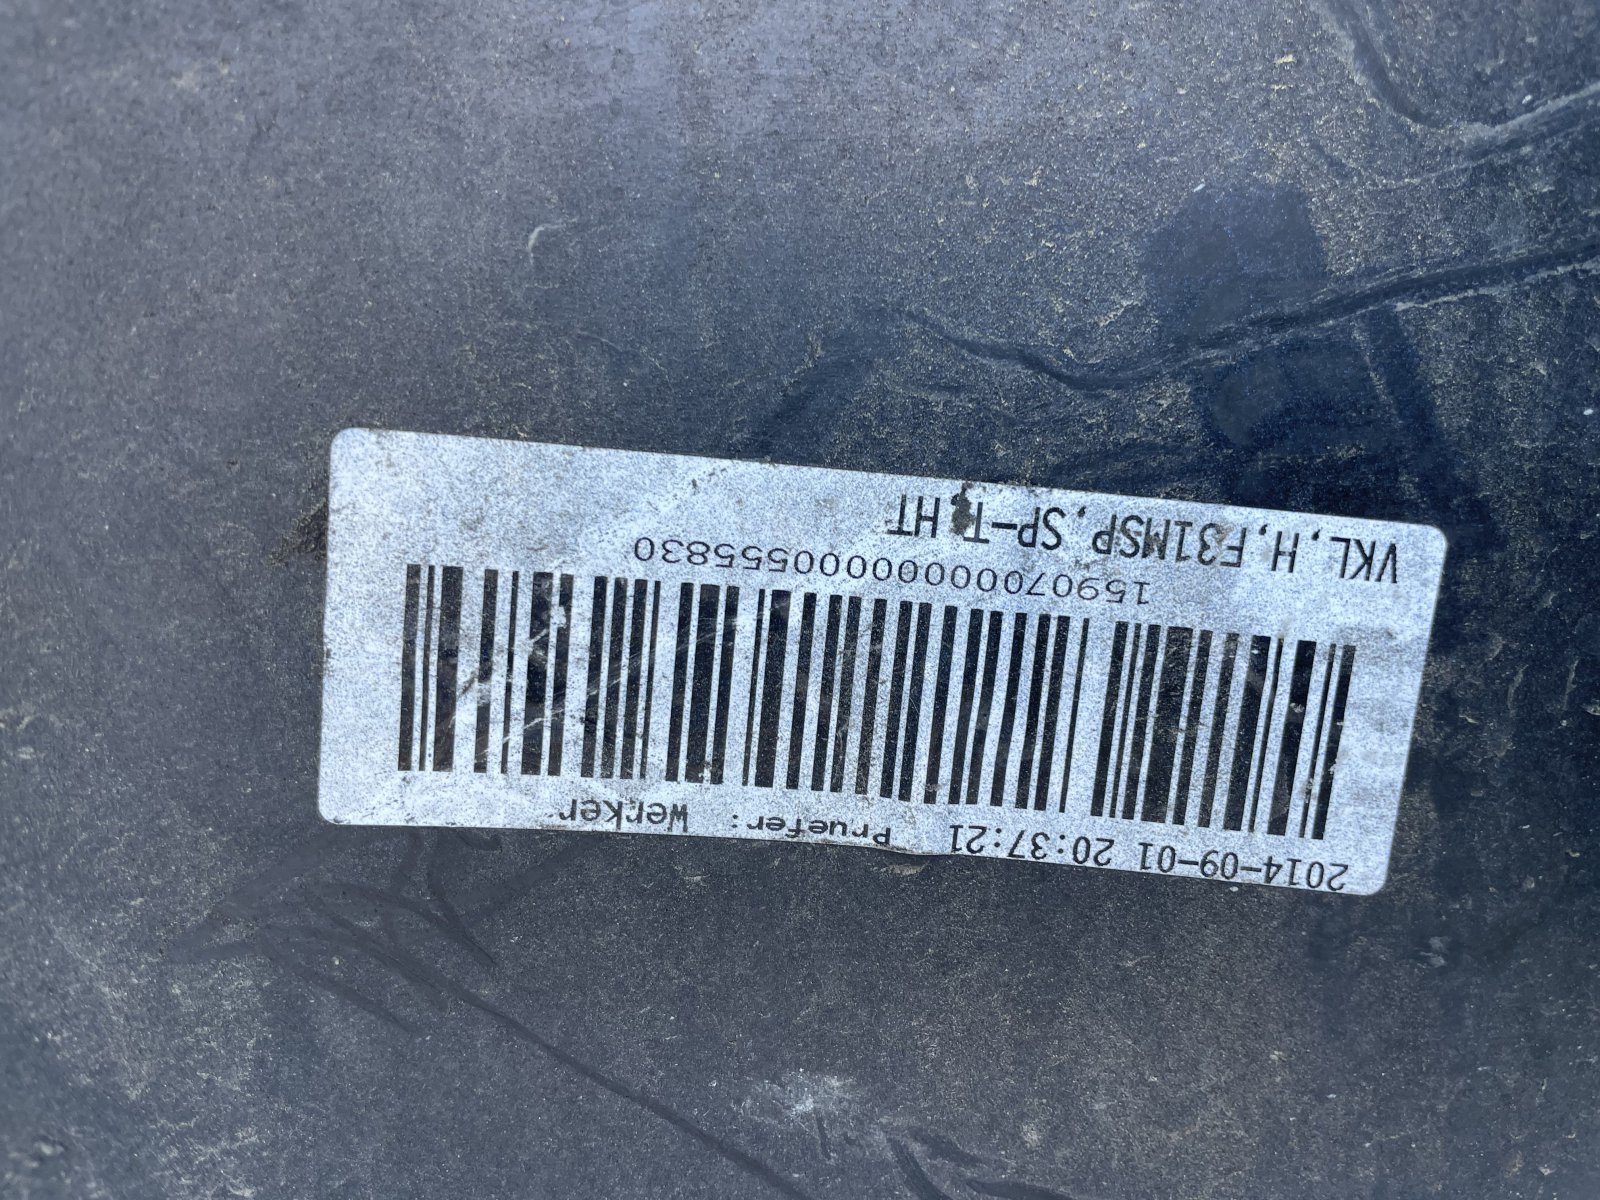 2014-09-01 20:37:21 Pruefer: Werker
15907000000000555830
VKL,H,F31MSP,SP-T,HT